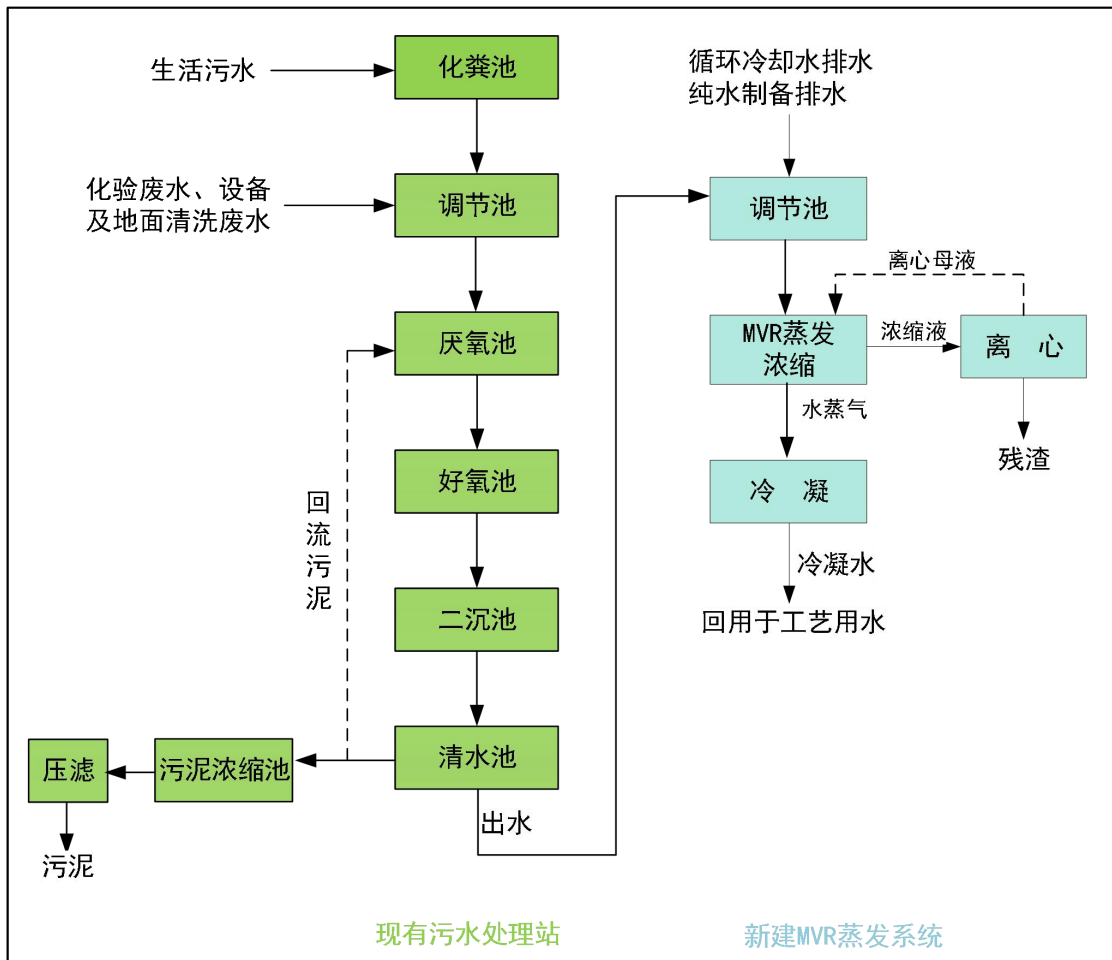 生活污水
化粪池
化验废水、设备
及地面清洗废水
调节池
厌氧池
好氧池
回流污泥
二沉池
清水池
污泥浓缩池
压滤
污泥
出水
循环冷却水排水
纯水制备排水
调节池
离心母液
MVR蒸发
浓缩
浓缩液
离 心
残渣
水蒸气
冷 凝
冷凝水
回用于工艺用水
现有污水处理站
新建MVR蒸发系统